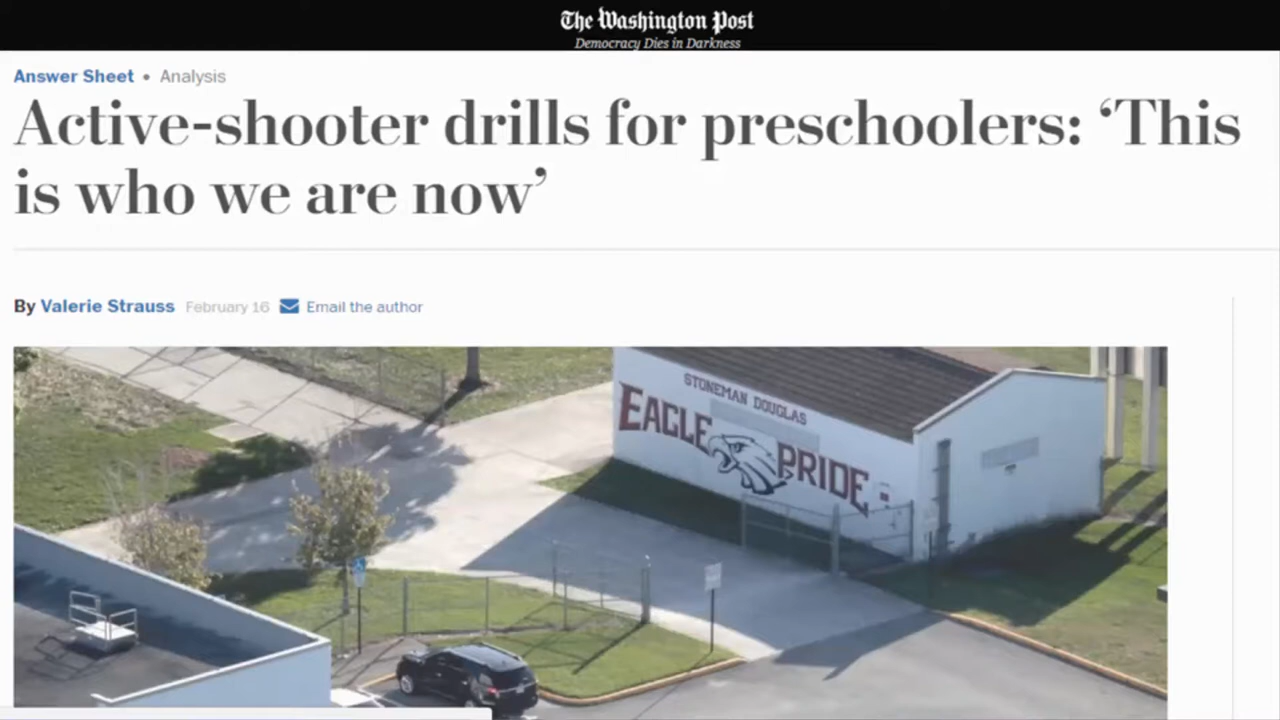 The Washington Post
Democracy Dies in Darkness
Answer Sheet • Analysis
Active-shooter drills for preschoolers: ‘This
is who we are now’
By Valerie Strauss February 16 Email the author
STONEMAN DOUGLAS
EAGLE PRIDE